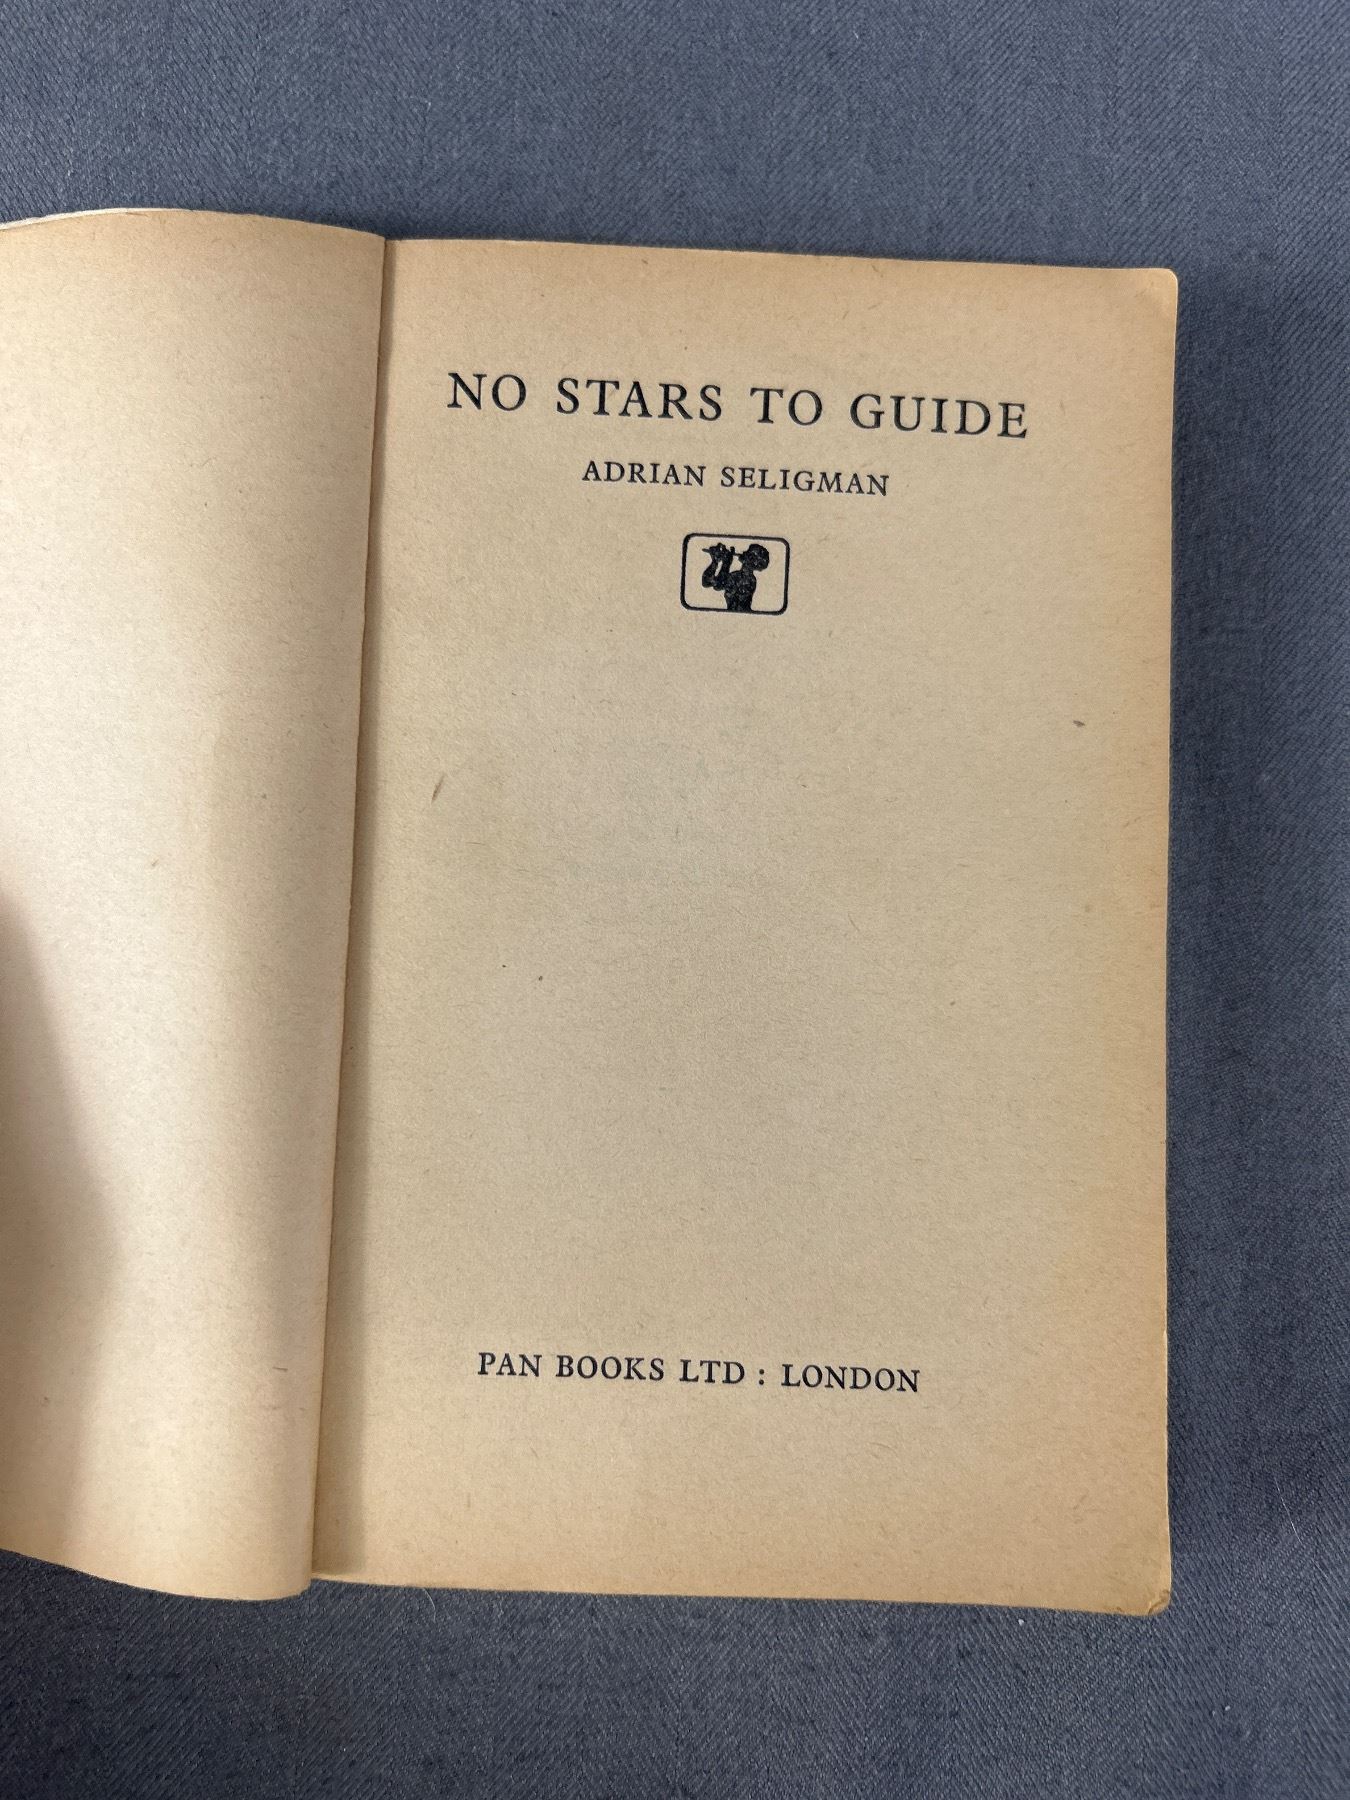 NO STARS TO GUIDE
ADRIAN SELIGMAN
PAN BOOKS LTD : LONDON